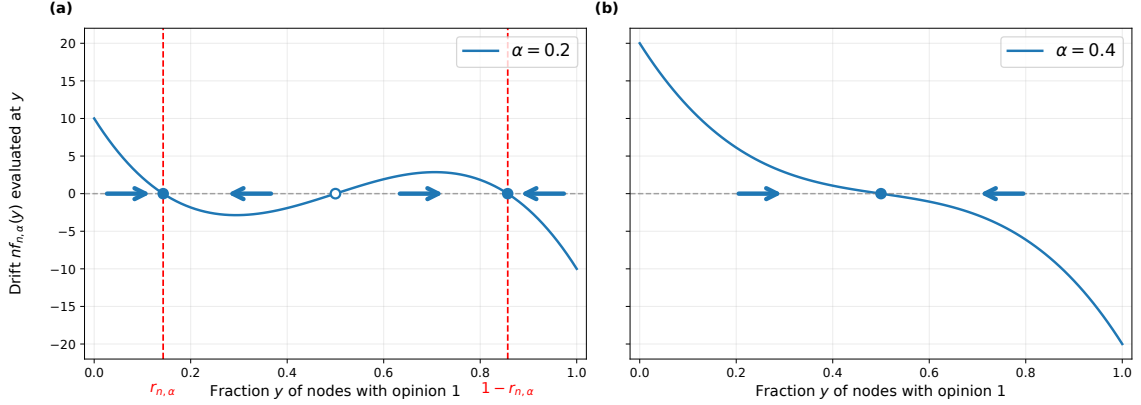 (a)
α = 0.2
Drift nf_{n,α}(y) evaluated at y
20
15
10
5
0
−5
−10
−15
−20
0.0 0.2 0.4 0.6 0.8 1.0
r_{n,α} Fraction y of nodes with opinion 1 1 − r_{n,α}
(b)
α = 0.4
0.0 0.2 0.4 0.6 0.8 1.0
Fraction y of nodes with opinion 1